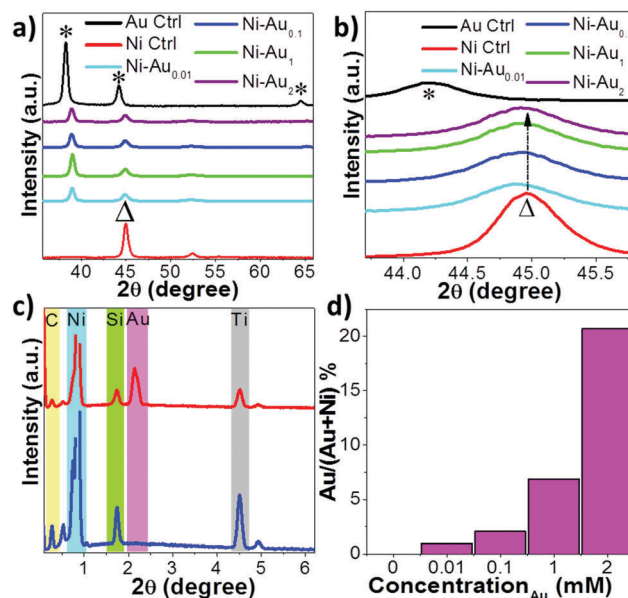 a)
Au Ctrl
Ni Ctrl
Ni-Au0.01
Ni-Au0.1
Ni-Au1
Ni-Au2
*
*
*
Δ
Intensity (a.u.)
40 45 50 55 60 65
2θ (degree)
b)
Au Ctrl
Ni Ctrl
Ni-Au0.01
Ni-Au0.
Ni-Au1
Ni-Au2
*
Δ
Intensity (a.u.)
44.0 44.5 45.0 45.5
2θ (degree)
c)
C Ni Si Au Ti
Intensity (a.u.)
1 2 3 4 5 6
2θ (degree)
d)
Au/(Au+Ni) %
20
15
10
5
0
0 0.01 0.1 1 2
ConcentrationAu (mM)